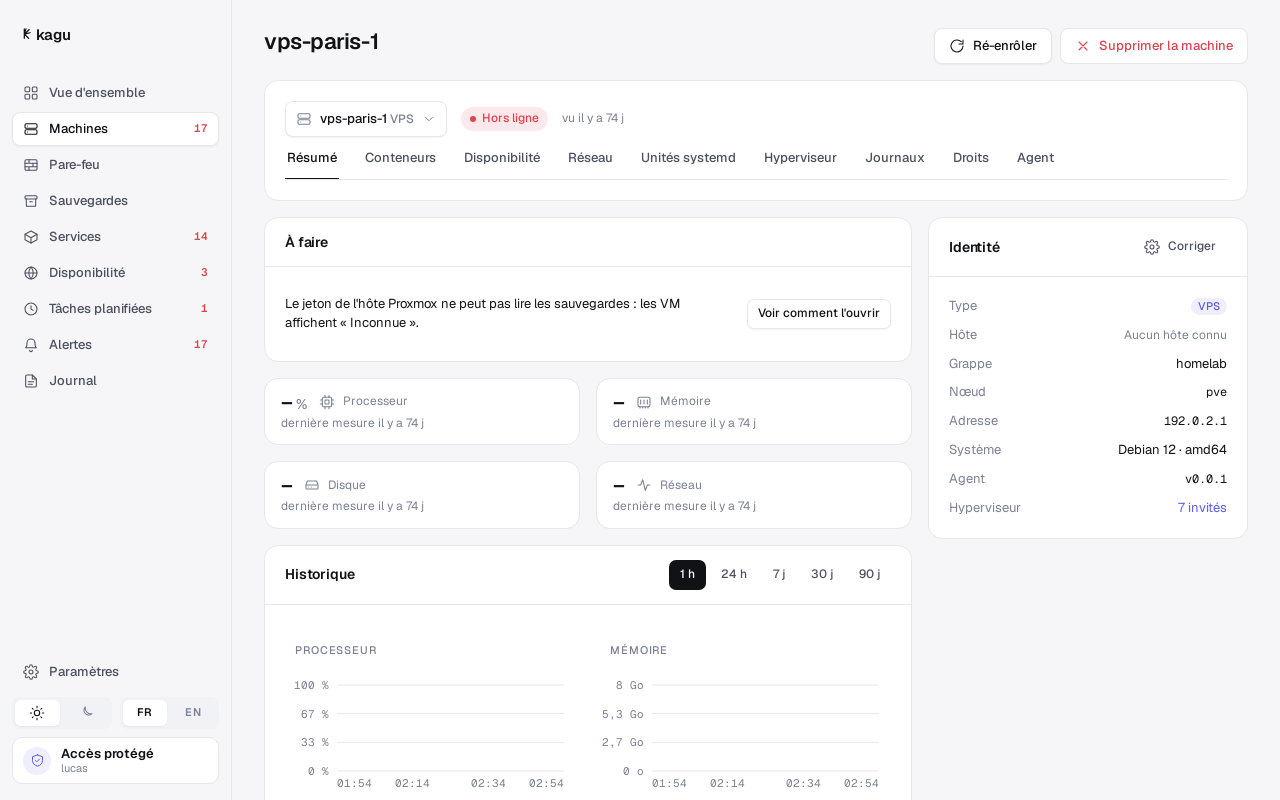 kagu
Vue d'ensemble
Machines 17
Pare-feu
Sauvegardes
Services 14
Disponibilité 3
Tâches planifiées 1
Alertes 17
Journal
Paramètres
FR EN
Accès protégé
lucas
vps-paris-1
Ré-enrôler
Supprimer la machine
vps-paris-1 VPS
Hors ligne
vu il y a 74 j
Résumé Conteneurs Disponibilité Réseau Unités systemd Hyperviseur Journaux Droits Agent
À faire
Le jeton de l'hôte Proxmox ne peut pas lire les sauvegardes : les VM
affichent « Inconnue ».
Voir comment l'ouvrir
– % Processeur
dernière mesure il y a 74 j
– Mémoire
dernière mesure il y a 74 j
– Disque
dernière mesure il y a 74 j
– Réseau
dernière mesure il y a 74 j
Historique
1 h 24 h 7 j 30 j 90 j
PROCESSEUR
100 %
67 %
33 %
0 %
01:54 02:14 02:34 02:54
MÉMOIRE
8 Go
5,3 Go
2,7 Go
0 o
01:54 02:14 02:34 02:54
Identité
Corriger
Type VPS
Hôte Aucun hôte connu
Grappe homelab
Nœud pve
Adresse 192.0.2.1
Système Debian 12 · amd64
Agent v0.0.1
Hyperviseur 7 invités